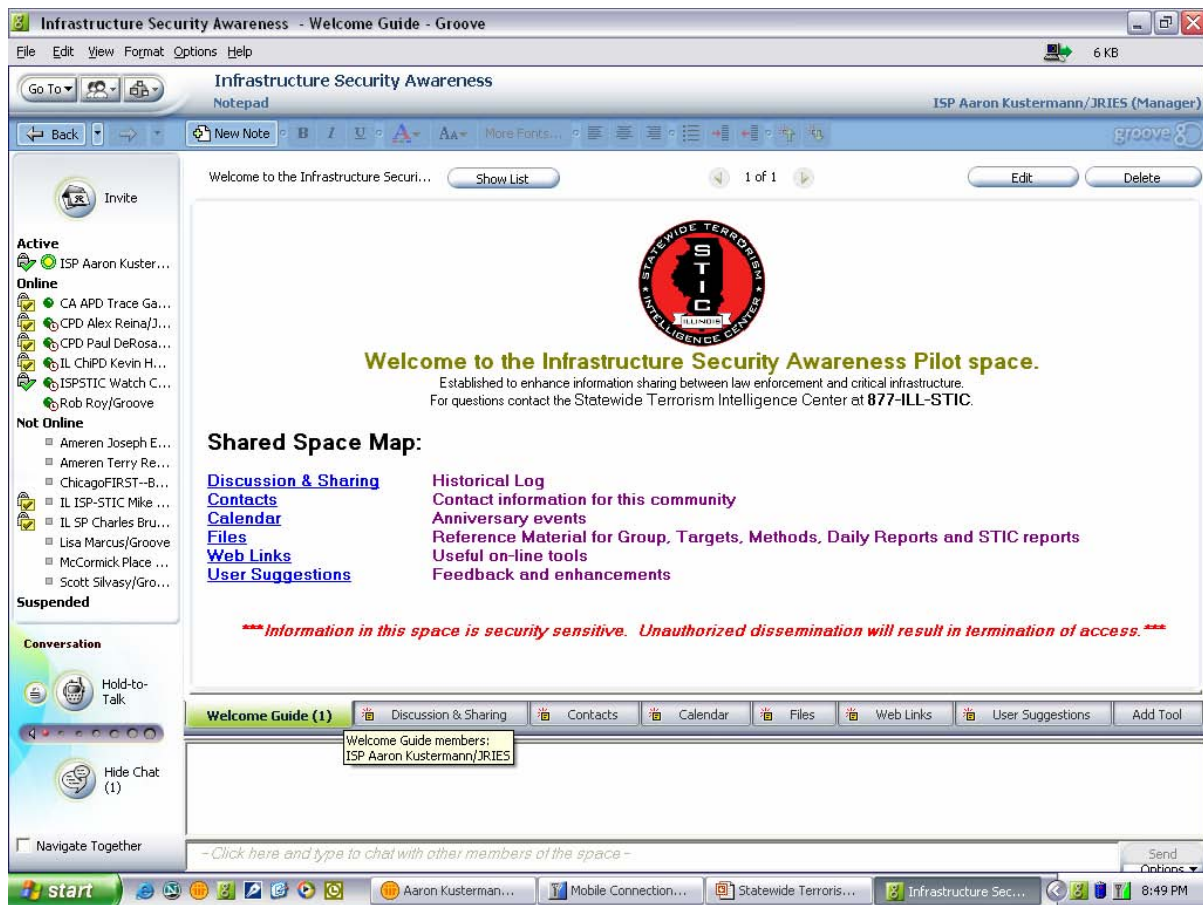 Infrastructure Security Awareness - Welcome Guide - Groove
File Edit View Format Options Help
6 KB
Go To
Infrastructure Security Awareness
Notepad
ISP Aaron Kustermann/JRIES (Manager)
Back
New Note B I U A AA More Fonts...
groove
Invite
Welcome to the Infrastructure Securi...
Show List
1 of 1
Edit
Delete
Active
ISP Aaron Kuster...
Online
CA APD Trace Ga...
CPD Alex Reina/J...
CPD Paul DeRosa...
IL ChiPD Kevin H...
ISPSTIC Watch C...
Rob Roy/Groove
Not Online
Ameren Joseph E...
Ameren Terry Re...
ChicagoFIRST--B...
IL ISP-STIC Mike ...
IL SP Charles Bru...
Lisa Marcus/Groove
McCormick Place ...
Scott Silvasy/Gro...
Suspended
STATEWIDE TERRORISM
INTELLIGENCE CENTER
STIC
ILLINOIS
Welcome to the Infrastructure Security Awareness Pilot space.
Established to enhance information sharing between law enforcement and critical infrastructure.
For questions contact the Statewide Terrorism Intelligence Center at 877-ILL-STIC.
Shared Space Map:
Discussion & Sharing Historical Log
Contacts Contact information for this community
Calendar Anniversary events
Files Reference Material for Group, Targets, Methods, Daily Reports and STIC reports
Web Links Useful on-line tools
User Suggestions Feedback and enhancements
***Information in this space is security sensitive. Unauthorized dissemination will result in termination of access.***
Conversation
Hold-to-
Talk
Hide Chat
(1)
Navigate Together
Welcome Guide (1) Discussion & Sharing Contacts Calendar Files Web Links User Suggestions Add Tool
Welcome Guide members:
ISP Aaron Kustermann/JRIES
-Click here and type to chat with other members of the space-
Send
Options
start
Aaron Kusterman...
Mobile Connection...
Statewide Terroris...
Infrastructure Sec...
8:49 PM